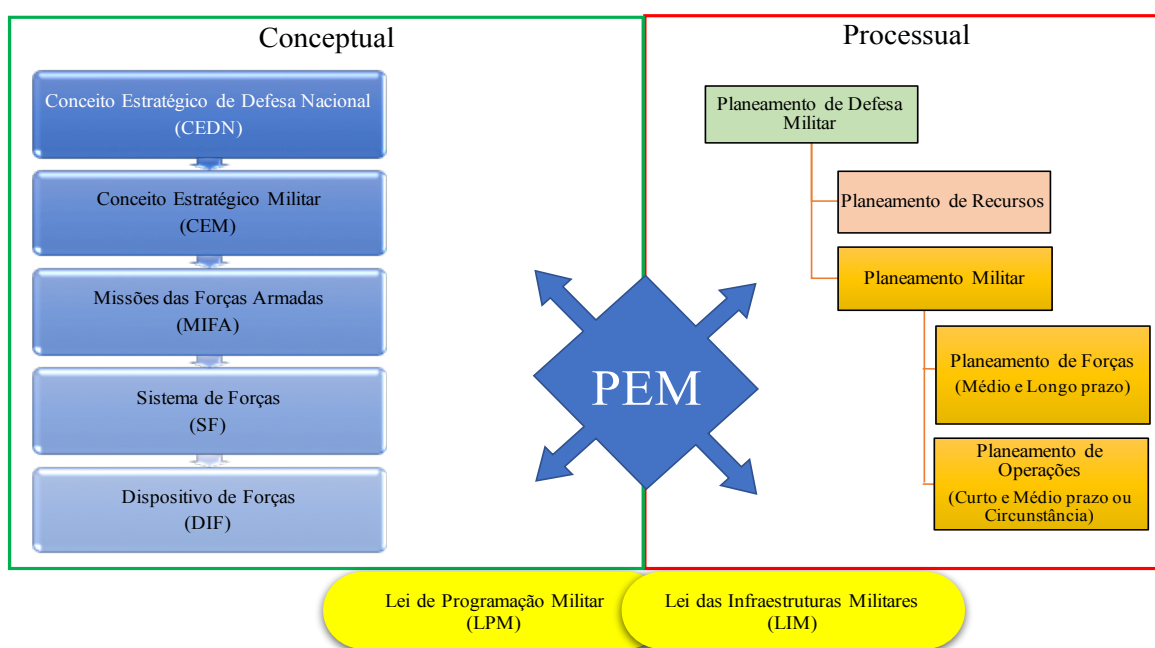 Conceptual
Conceito Estratégico de Defesa Nacional
(CEDN)
Conceito Estratégico Militar
(CEM)
Missões das Forças Armadas
(MIFA)
Sistema de Forças
(SF)
Dispositivo de Forças
(DIF)
PEM
Processual
Planeamento de Defesa
Militar
Planeamento de Recursos
Planeamento Militar
Planeamento de Forças
(Médio e Longo prazo)
Planeamento de
Operações
(Curto e Médio prazo ou
Circunstância)
Lei de Programação Militar
(LPM)
Lei das Infraestruturas Militares
(LIM)